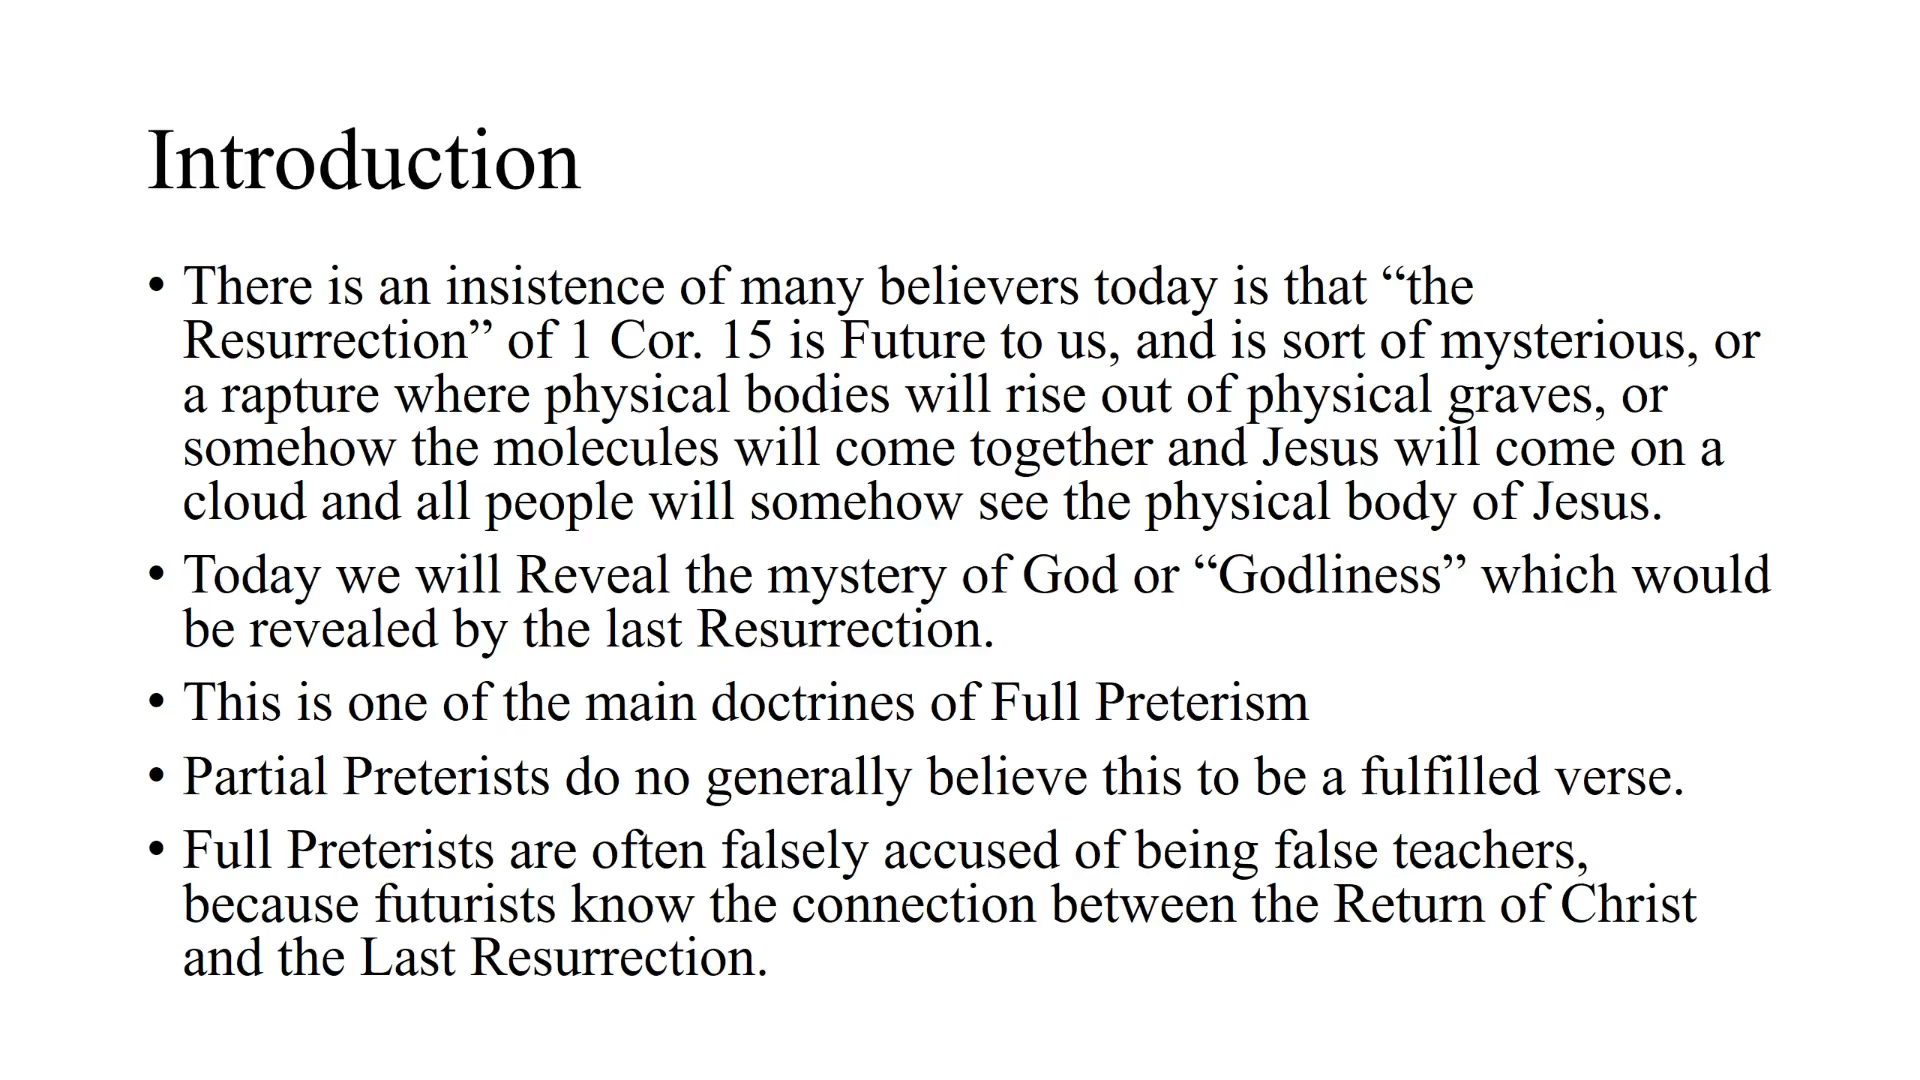 Introduction
• There is an insistence of many believers today is that “the
Resurrection” of 1 Cor. 15 is Future to us, and is sort of mysterious, or
a rapture where physical bodies will rise out of physical graves, or
somehow the molecules will come together and Jesus will come on a
cloud and all people will somehow see the physical body of Jesus.
• Today we will Reveal the mystery of God or “Godliness” which would
be revealed by the last Resurrection.
• This is one of the main doctrines of Full Preterism
• Partial Preterists do no generally believe this to be a fulfilled verse.
• Full Preterists are often falsely accused of being false teachers,
because futurists know the connection between the Return of Christ
and the Last Resurrection.